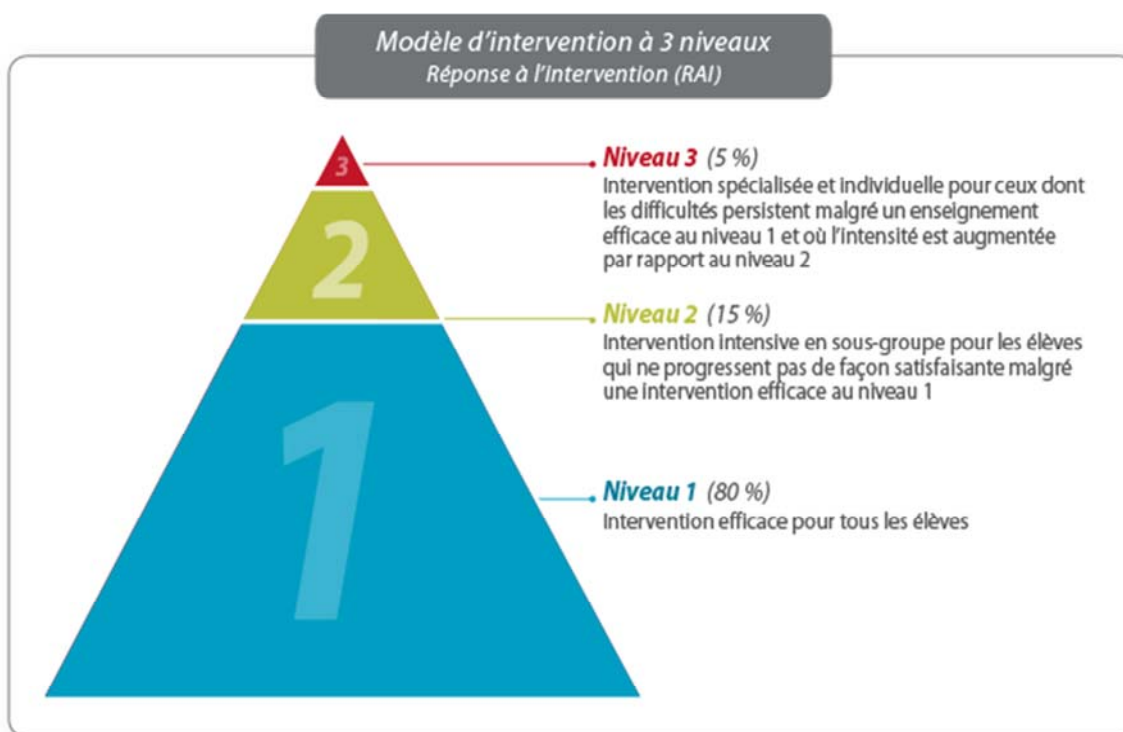 Modèle d'intervention à 3 niveaux
Réponse à l'intervention (RAI)
3
Niveau 3 (5 %)
Intervention spécialisée et individuelle pour ceux dont
les difficultés persistent malgré un enseignement
efficace au niveau 1 et où l'intensité est augmentée
par rapport au niveau 2
2
Niveau 2 (15 %)
Intervention intensive en sous-groupe pour les élèves
qui ne progressent pas de façon satisfaisante malgré
une intervention efficace au niveau 1
1
Niveau 1 (80 %)
Intervention efficace pour tous les élèves